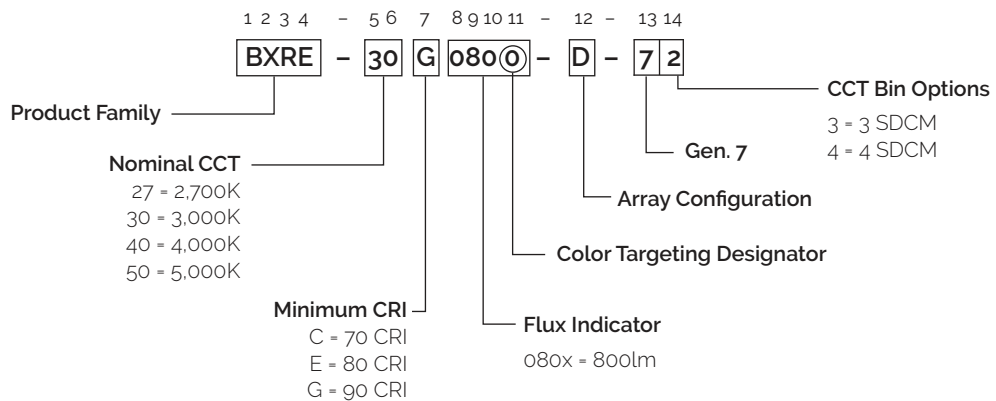 1 2 3 4 – 5 6 7 8 9 10 11 – 12 – 13 14
BXRE – 30 G 0800 – D – 7 2
CCT Bin Options
3 = 3 SDCM
4 = 4 SDCM
Product Family
Gen. 7
Nominal CCT
27 = 2,700K
30 = 3,000K
40 = 4,000K
50 = 5,000K
Array Configuration
Color Targeting Designator
Minimum CRI
C = 70 CRI
E = 80 CRI
G = 90 CRI
Flux Indicator
080x = 800lm